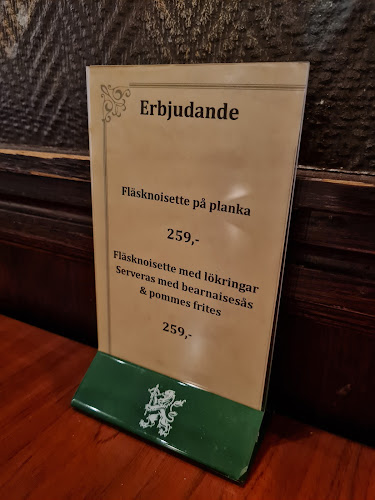 Erbjudande
Fläsknoisette på planka
259,-
Fläsknoisette med lökringar
Serveras med bearnaisesås
& pommes frites
259,-